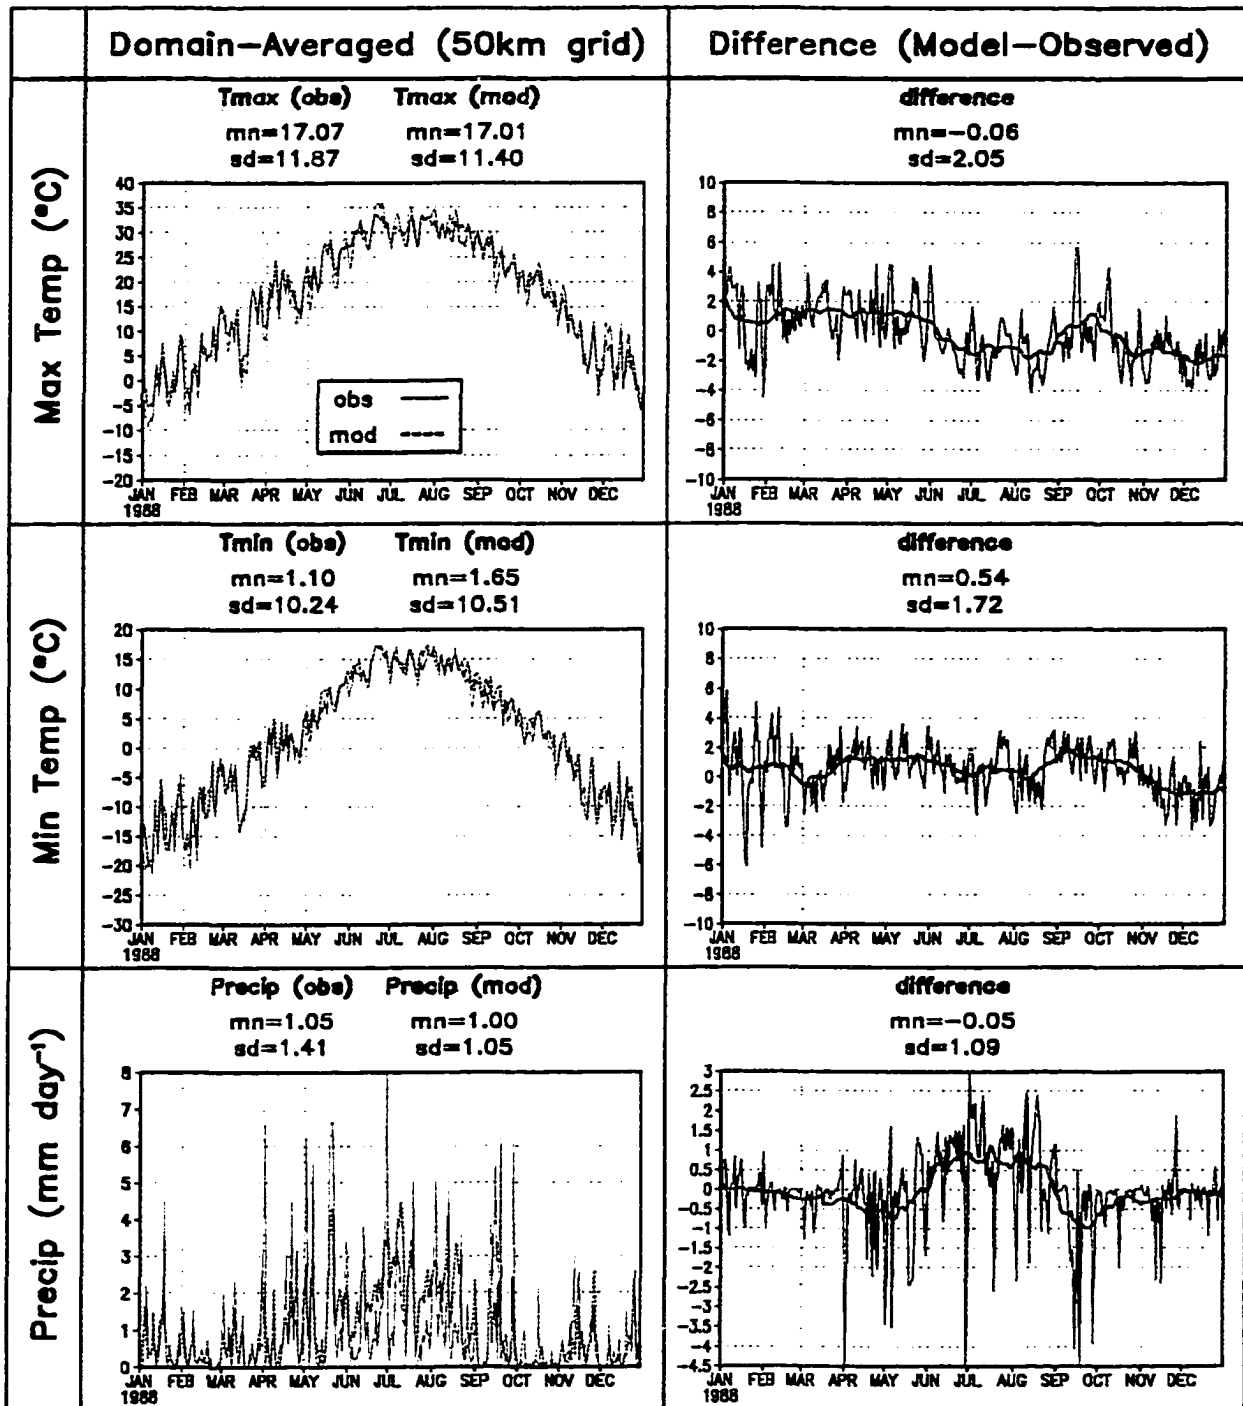 Domain-Averaged (50km grid)
Difference (Model-Observed)
Max Temp (°C)
Tmax (obs) Tmax (mod)
mn=17.07 mn=17.01
sd=11.87 sd=11.40
40
35
30
25
20
15
10
5
0
-5
-10
-15
-20
obs
mod
JAN FEB MAR APR MAY JUN JUL AUG SEP OCT NOV DEC
1988
difference
mn=-0.06
sd=2.05
10
8
6
4
2
0
-2
-4
-6
-8
-10
JAN FEB MAR APR MAY JUN JUL AUG SEP OCT NOV DEC
1988
Min Temp (°C)
Tmin (obs) Tmin (mod)
mn=1.10 mn=1.65
sd=10.24 sd=10.51
20
15
10
5
0
-5
-10
-15
-20
-25
-30
JAN FEB MAR APR MAY JUN JUL AUG SEP OCT NOV DEC
1988
difference
mn=0.54
sd=1.72
10
8
6
4
2
0
-2
-4
-6
-8
-10
JAN FEB MAR APR MAY JUN JUL AUG SEP OCT NOV DEC
1988
Precip (mm day⁻¹)
Precip (obs) Precip (mod)
mn=1.05 mn=1.00
sd=1.41 sd=1.05
8
7
6
5
4
3
2
1
0
JAN FEB MAR APR MAY JUN JUL AUG SEP OCT NOV DEC
1988
difference
mn=-0.05
sd=1.09
3
2.5
2
1.5
1
0.5
0
-0.5
-1
-1.5
-2
-2.5
-3
-3.5
-4
-4.5
JAN FEB MAR APR MAY JUN JUL AUG SEP OCT NOV DEC
1988